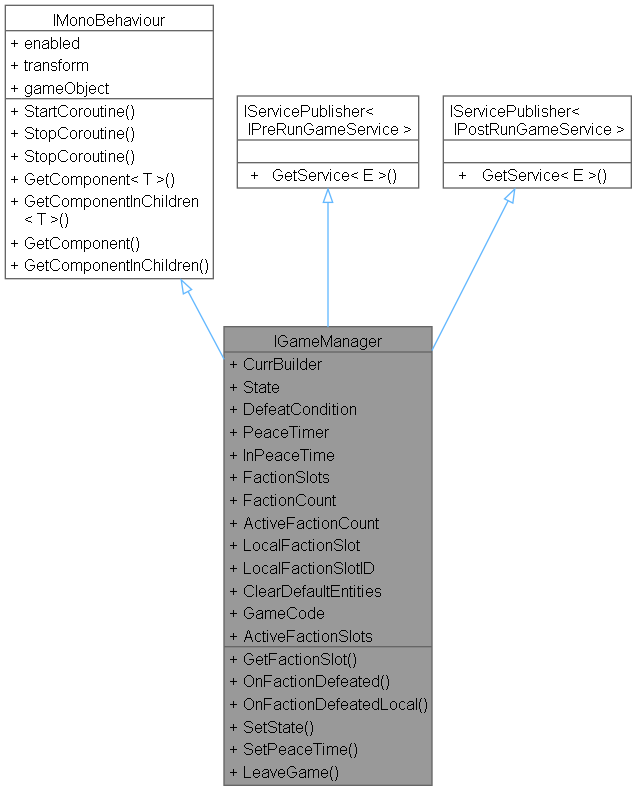 IMonoBehaviour
+ enabled
+ transform
+ gameObject
+ StartCoroutine()
+ StopCoroutine()
+ StopCoroutine()
+ GetComponent< T >()
+ GetComponentInChildren
< T >()
+ GetComponent()
+ GetComponentInChildren()
IServicePublisher<
IPreRunGameService >
+ GetService< E >()
IServicePublisher<
IPostRunGameService >
+ GetService< E >()
IGameManager
+ CurrBuilder
+ State
+ DefeatCondition
+ PeaceTimer
+ InPeaceTime
+ FactionSlots
+ FactionCount
+ ActiveFactionCount
+ LocalFactionSlot
+ LocalFactionSlotID
+ ClearDefaultEntities
+ GameCode
+ ActiveFactionSlots
+ GetFactionSlot()
+ OnFactionDefeated()
+ OnFactionDefeatedLocal()
+ SetState()
+ SetPeaceTime()
+ LeaveGame()